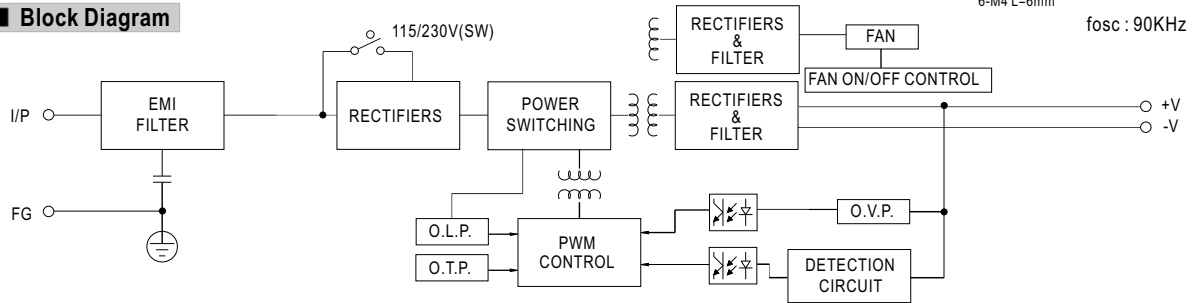 6-M4 L=6mm
Block Diagram
fosc : 90KHz
115/230V(SW)
RECTIFIERS
&
FILTER
FAN
FAN ON/OFF CONTROL
I/P
EMI
FILTER
RECTIFIERS
POWER
SWITCHING
RECTIFIERS
&
FILTER
+V
-V
FG
O.L.P.
O.T.P.
PWM
CONTROL
O.V.P.
DETECTION
CIRCUIT